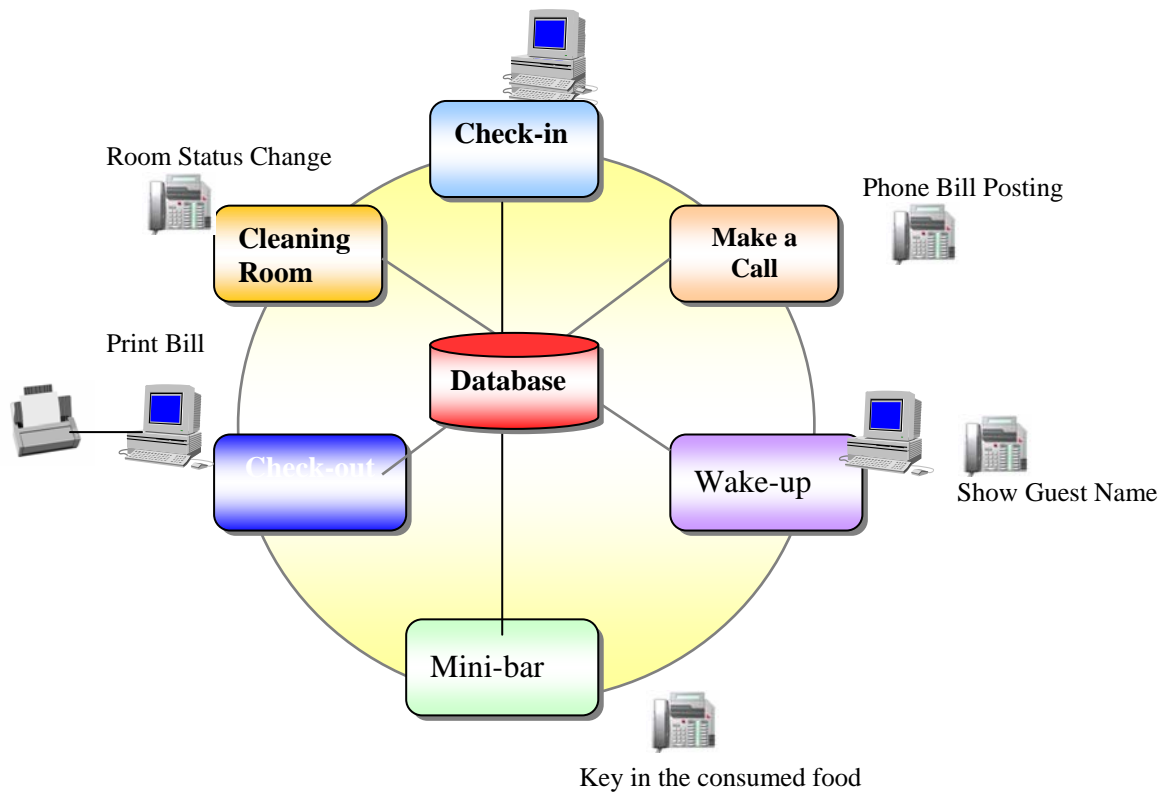 Check-in
Room Status Change
Phone Bill Posting
Cleaning
Room
Make a
Call
Print Bill
Database
Check-out
Wake-up
Show Guest Name
Mini-bar
Key in the consumed food